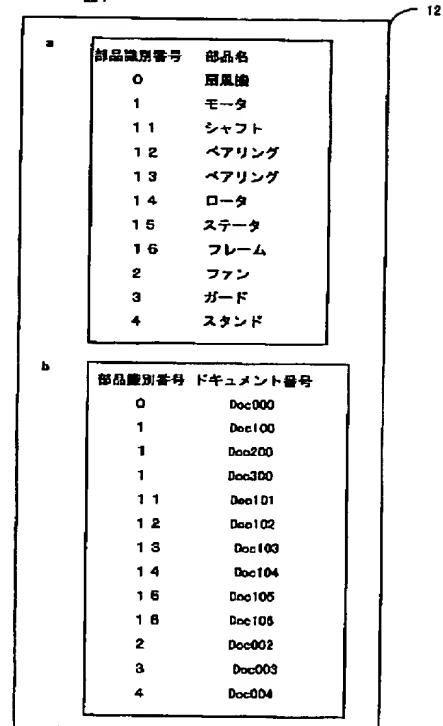 12
a
部品識別番号 部品名
0 扇風機
1 モータ
11 シャフト
12 ベアリング
13 ベアリング
14 ロータ
15 ステータ
16 フレーム
2 ファン
3 ガード
4 スタンド
b
部品識別番号 ドキュメント番号
0 Doc000
1 Doc100
1 Doc200
1 Doc300
11 Doc101
12 Doc102
13 Doc103
14 Doc104
15 Doc105
16 Doc106
2 Doc002
3 Doc003
4 Doc004